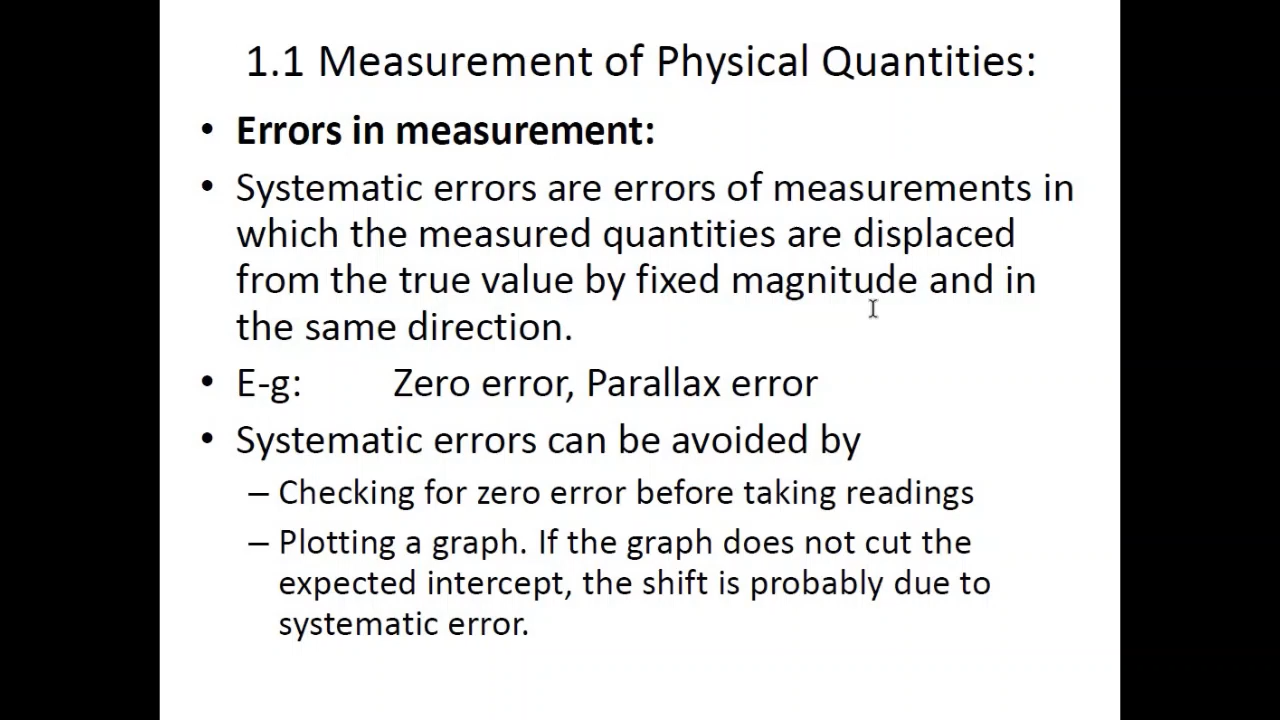 1.1 Measurement of Physical Quantities:
• Errors in measurement:
• Systematic errors are errors of measurements in
which the measured quantities are displaced
from the true value by fixed magnitude and in
the same direction.
• E-g: Zero error, Parallax error
• Systematic errors can be avoided by
– Checking for zero error before taking readings
– Plotting a graph. If the graph does not cut the
expected intercept, the shift is probably due to
systematic error.